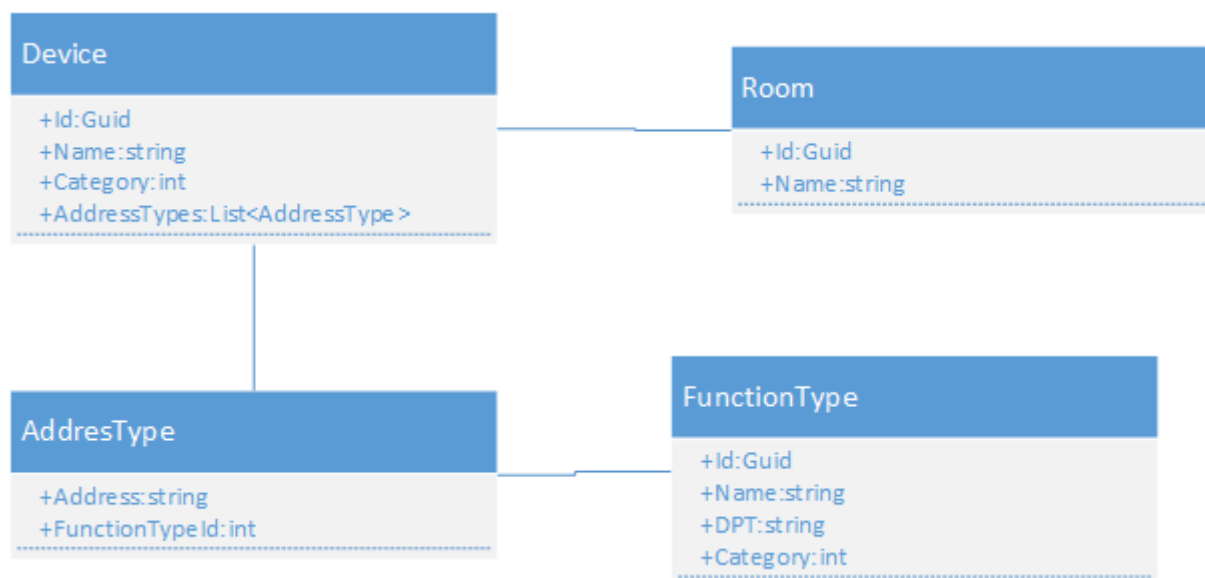 Device
+Id:Guid
+Name:string
+Category:int
+AddressTypes:List<AddressType>
Room
+Id:Guid
+Name:string
AddresType
+Address:string
+FunctionTypeId:int
FunctionType
+Id:Guid
+Name:string
+DPT:string
+Category:int